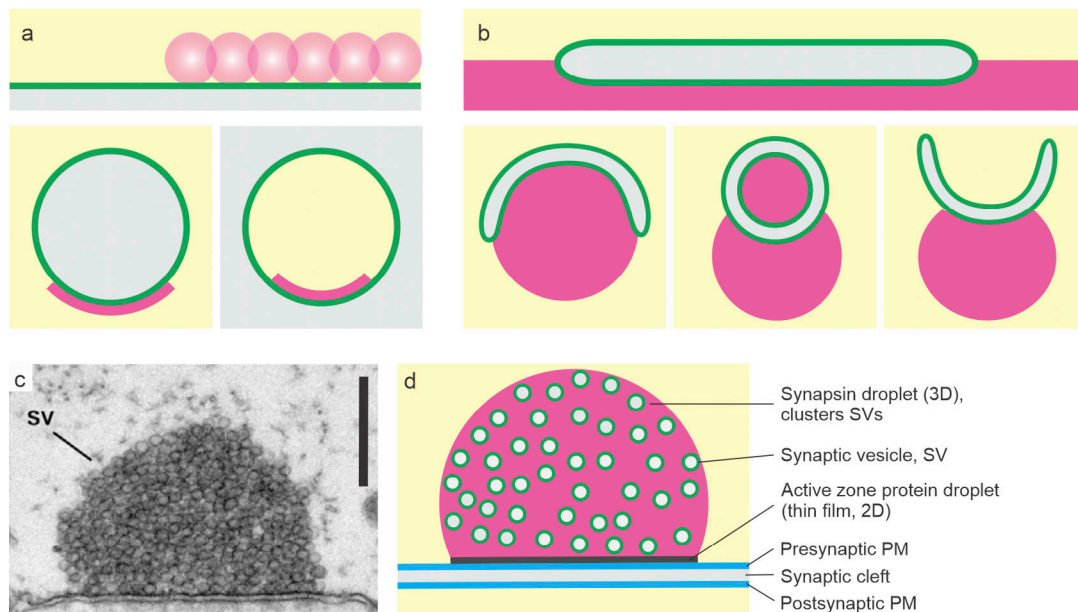 a
b
c
SV
d
Synapsin droplet (3D),
clusters SVs
Synaptic vesicle, SV
Active zone protein droplet
(thin film, 2D)
Presynaptic PM
Synaptic cleft
Postsynaptic PM